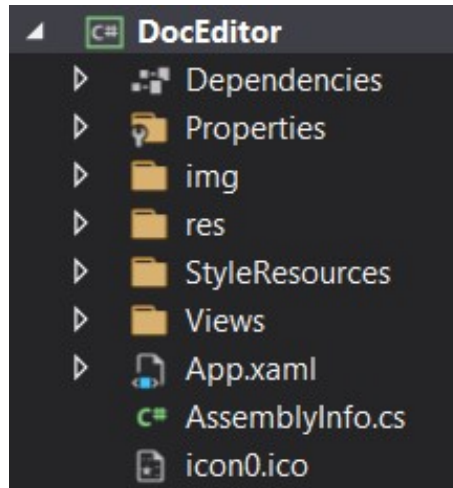 C# DocEditor
Dependencies
Properties
img
res
StyleResources
Views
App.xaml
C# AssemblyInfo.cs
icon0.ico